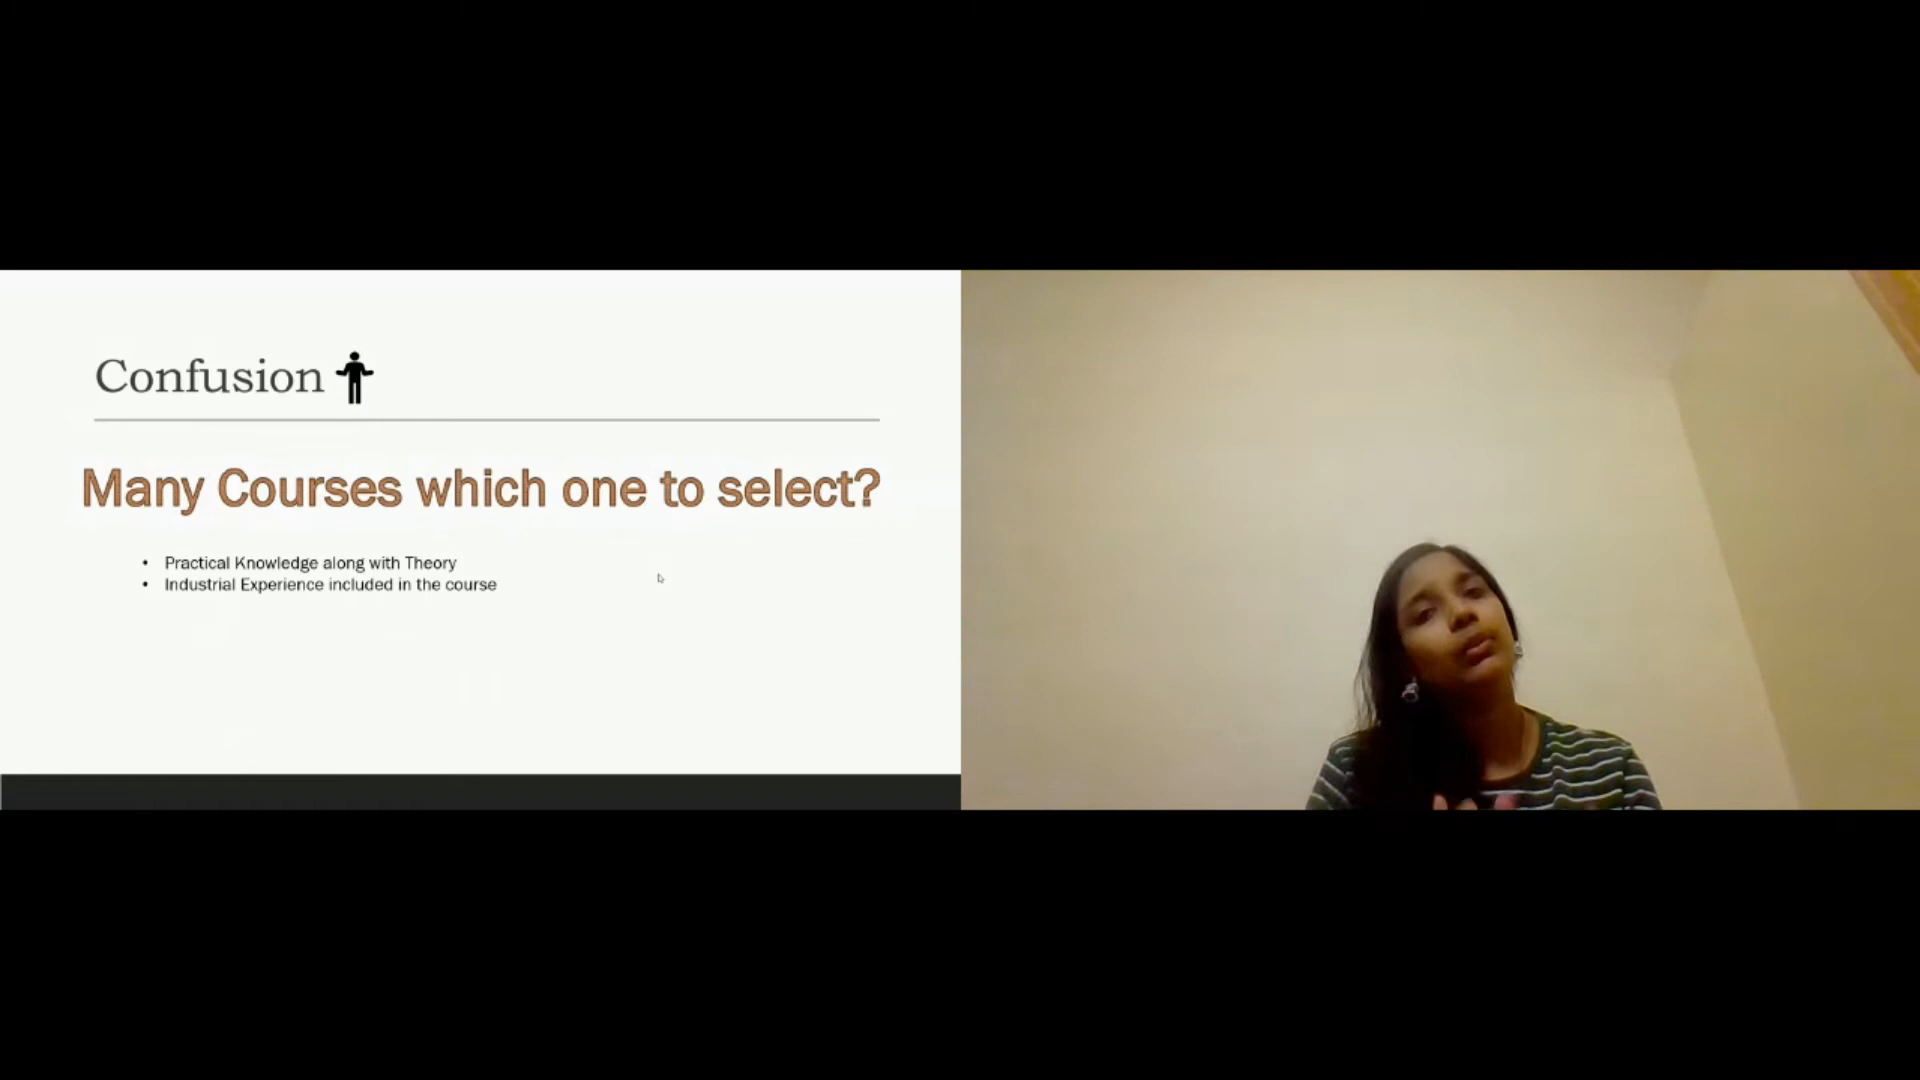 Confusion
Many Courses which one to select?
• Practical Knowledge along with Theory
• Industrial Experience included in the course